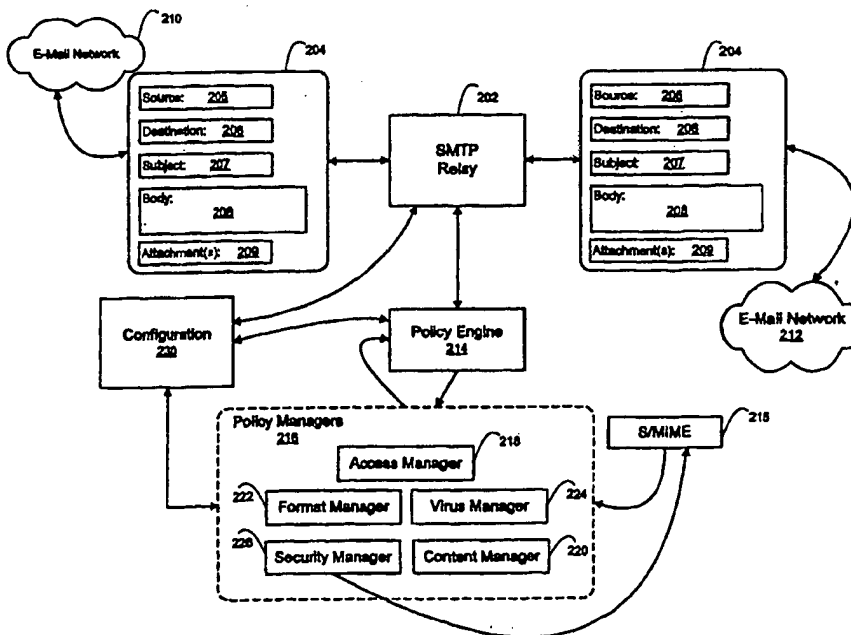 E-Mail Network
210
204
Source: 205
Destination: 206
Subject: 207
Body:
208
Attachment(s): 209
202
SMTP
Relay
204
Source: 205
Destination: 206
Subject: 207
Body:
208
Attachment(s): 209
Configuration
230
Policy Engine
214
E-Mail Network
212
Policy Managers
216
218
Access Manager
S/MIME
215
222
Format Manager
Virus Manager
224
226
Security Manager
Content Manager
220